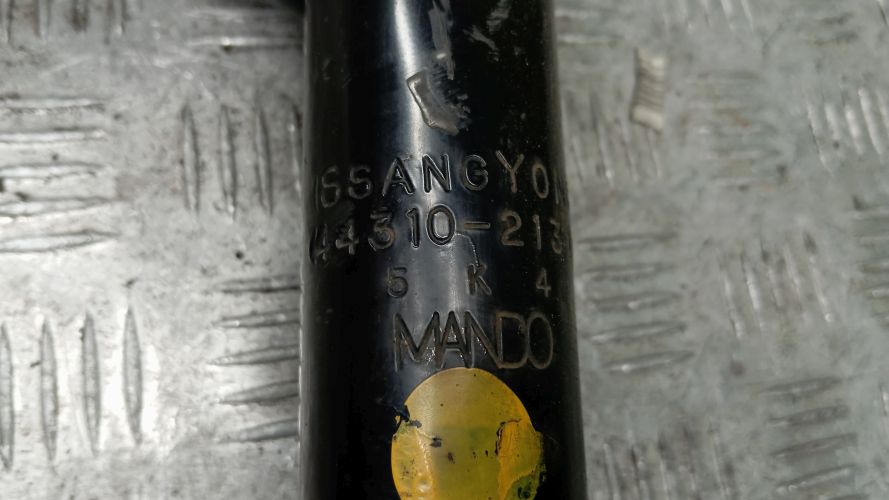 SSANGYON
44310-213
5 K 4
MANDO